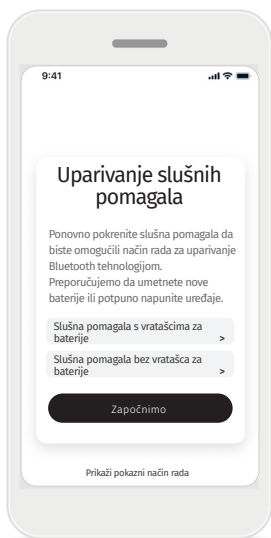 9:41
Uparivanje slušnih
pomagala
Ponovno pokrenite slušna pomagala da
biste omogućili način rada za uparivanje
Bluetooth tehnologijom.
Preporučujemo da umetnete nove
baterije ili potpuno napunite uređaje.
Slušna pomagala s vratašcima za
baterije >
Slušna pomagala bez vratašca za
baterije >
Započnimo
Prikaži pokazni način rada